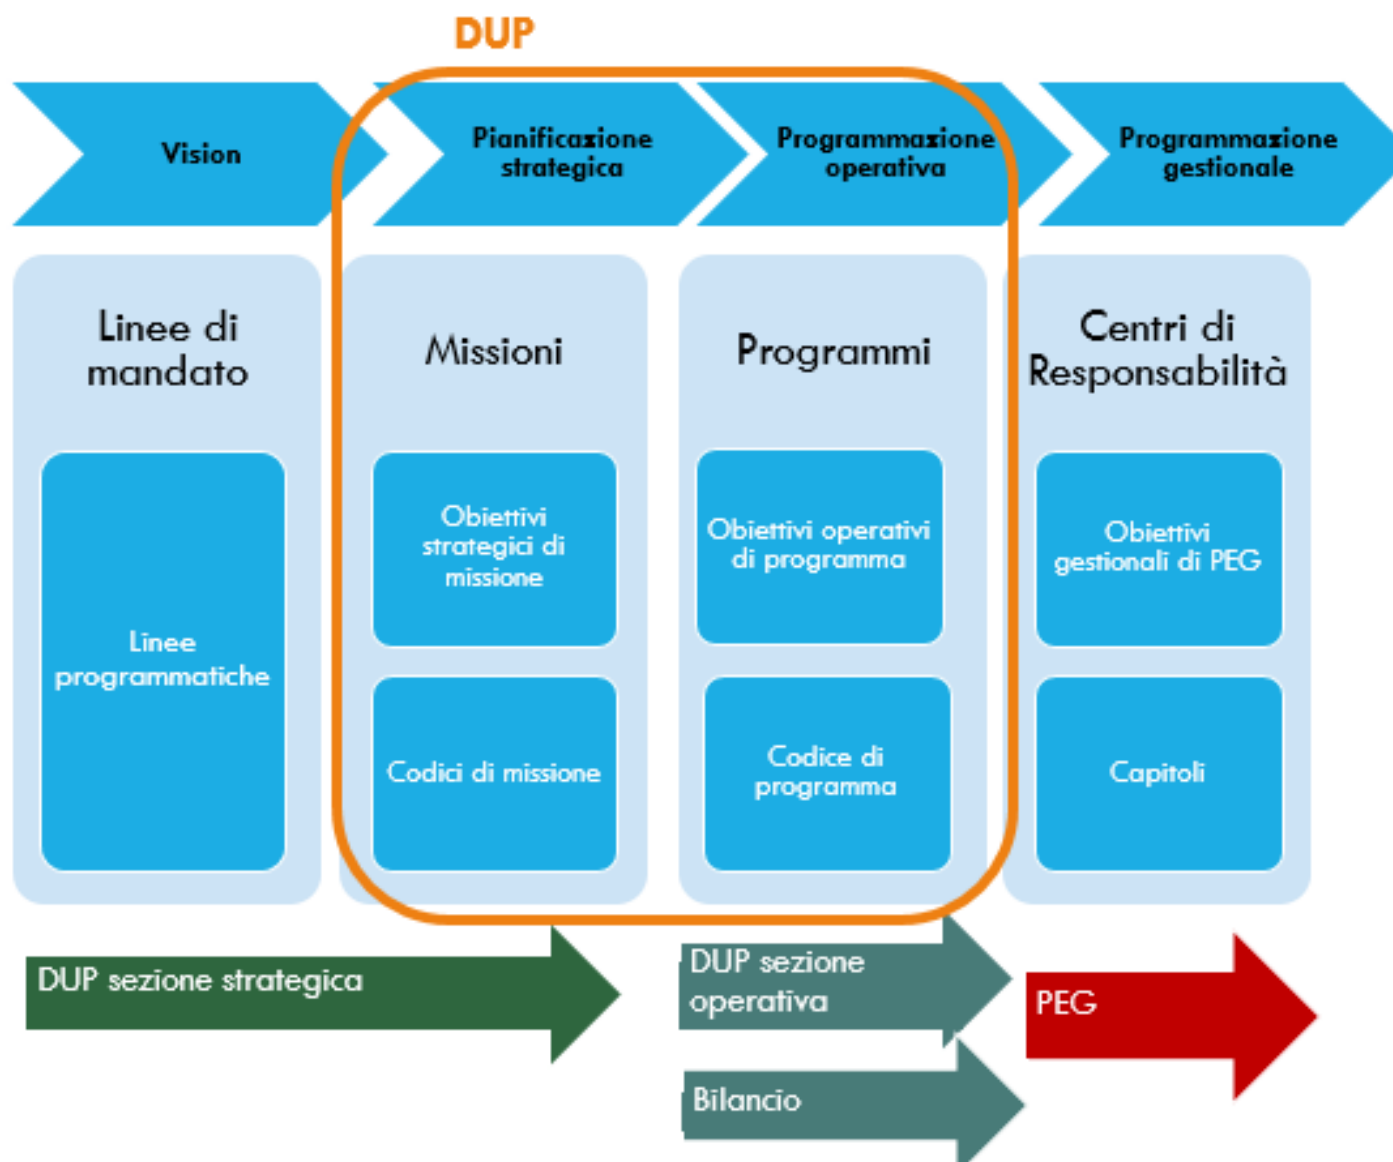 DUP
Vision
Pianificazione
strategica
Programmazione
operativa
Programmazione
gestionale
Linee di
mandato
Missioni
Programmi
Centri di
Responsabilità
Linee
programmatiche
Obiettivi
strategici di
missione
Codici di missione
Obiettivi operativi
di programma
Codice di
programma
Obiettivi
gestionali di PEG
Capitoli
DUP sezione strategica
DUP sezione
operativa
Bilancio
PEG